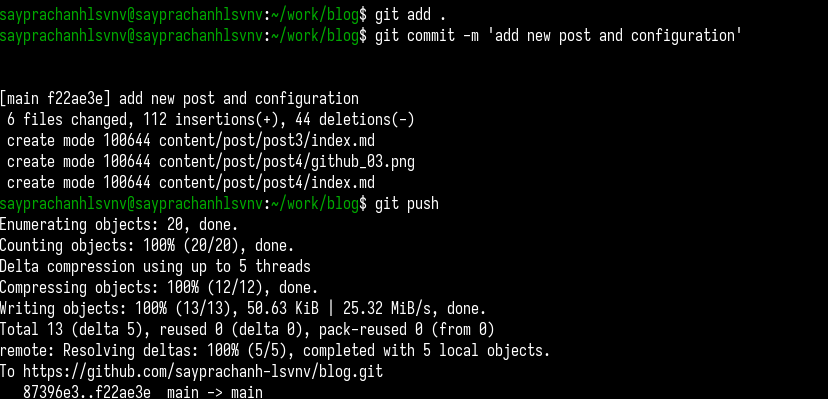 sayprachanhlsvnv@sayprachanhlsvnv:~/work/blog$ git add .
sayprachanhlsvnv@sayprachanhlsvnv:~/work/blog$ git commit -m 'add new post and configuration'
[main f22ae3e] add new post and configuration
 6 files changed, 112 insertions(+), 44 deletions(-)
 create mode 100644 content/post/post3/index.md
 create mode 100644 content/post/post4/github_03.png
 create mode 100644 content/post/post4/index.md
sayprachanhlsvnv@sayprachanhlsvnv:~/work/blog$ git push
Enumerating objects: 20, done.
Counting objects: 100% (20/20), done.
Delta compression using up to 5 threads
Compressing objects: 100% (12/12), done.
Writing objects: 100% (13/13), 50.63 KiB | 25.32 MiB/s, done.
Total 13 (delta 5), reused 0 (delta 0), pack-reused 0 (from 0)
remote: Resolving deltas: 100% (5/5), completed with 5 local objects.
To https://github.com/sayprachanh-lsvnv/blog.git
   87396e3..f22ae3e  main -> main